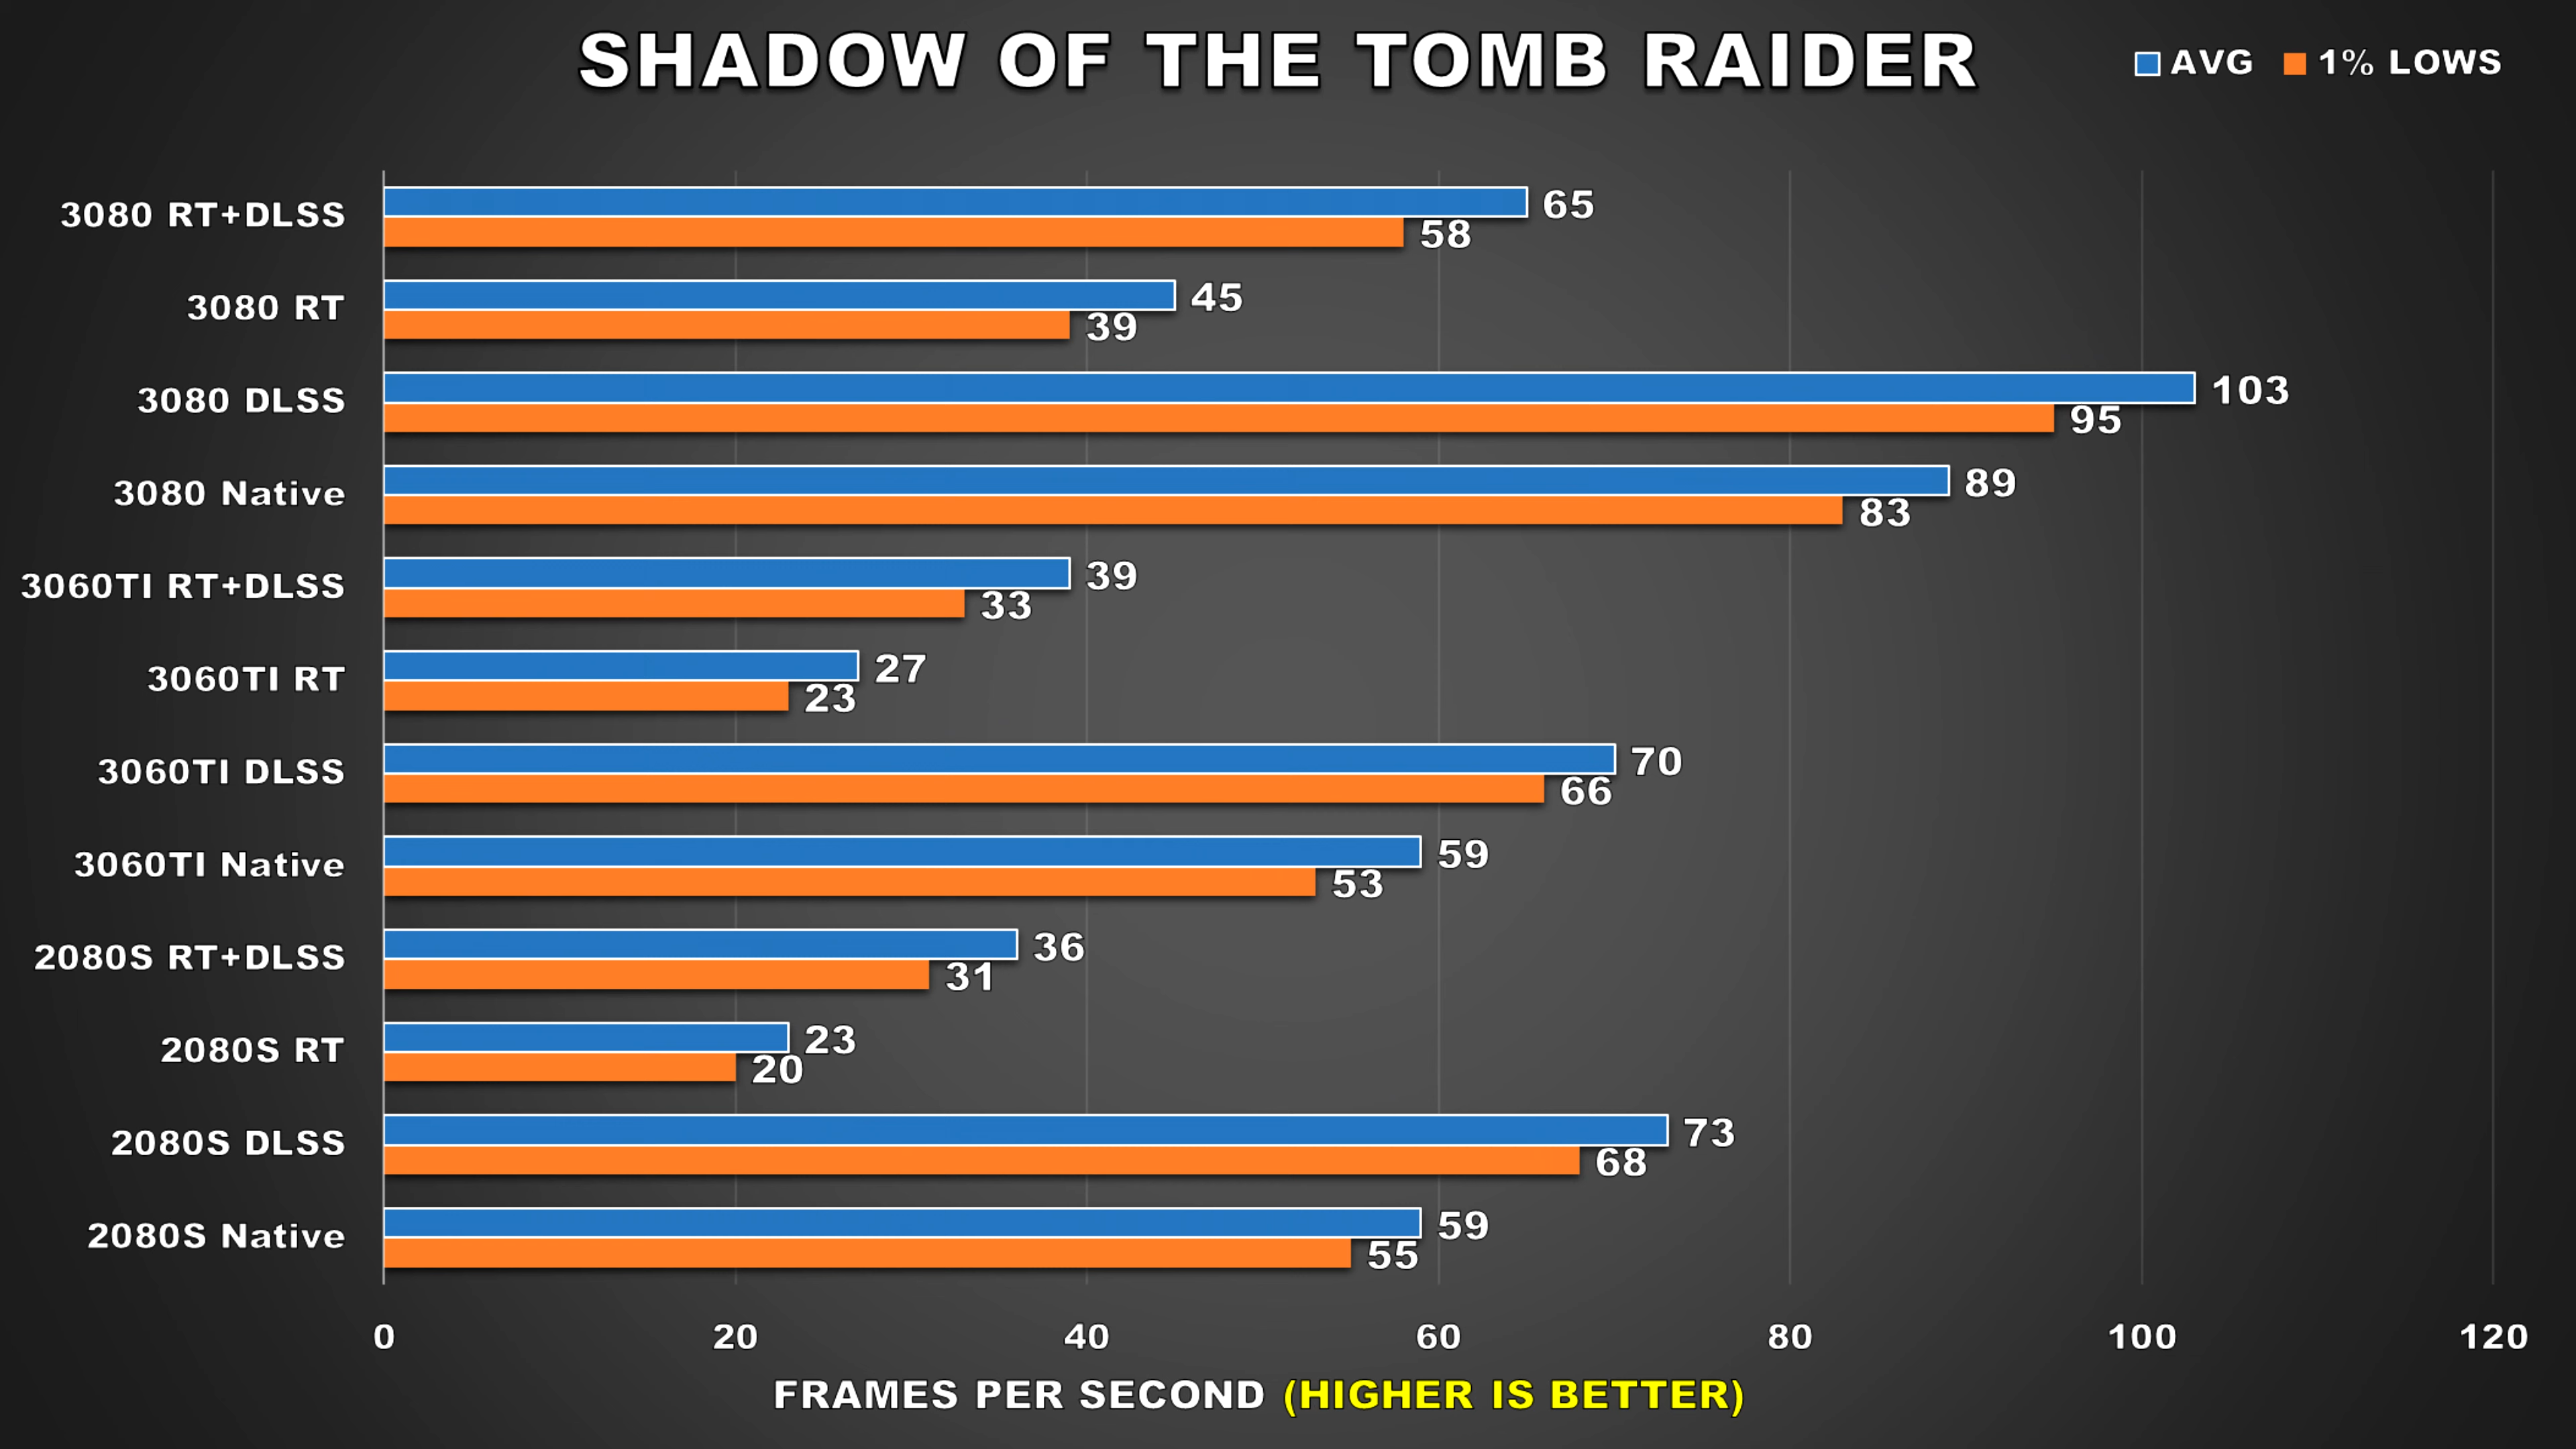 SHADOW OF THE TOMB RAIDER
AVG 1% LOWS
3080 RT+DLSS 65
58
3080 RT 45
39
3080 DLSS 103
95
3080 Native 89
83
3060TI RT+DLSS 39
33
3060TI RT 27
23
3060TI DLSS 70
66
3060TI Native 59
53
2080S RT+DLSS 36
31
2080S RT 23
20
2080S DLSS 73
68
2080S Native 59
55
0 20 40 60 80 100 120
FRAMES PER SECOND (HIGHER IS BETTER)